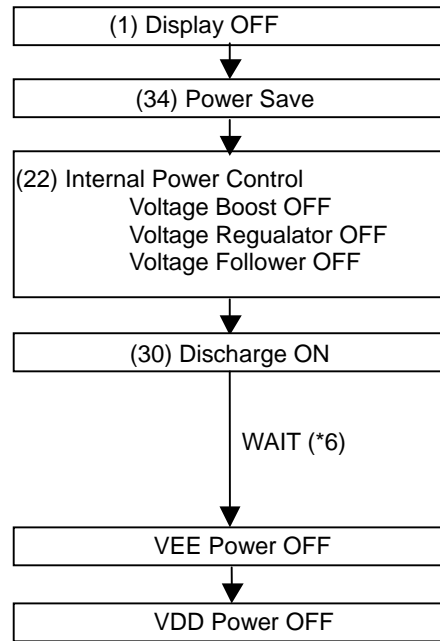 (1) Display OFF
(34) Power Save
(22) Internal Power Control
Voltage Boost OFF
Voltage Regualator OFF
Voltage Follower OFF
(30) Discharge ON
WAIT (*6)
VEE Power OFF
VDD Power OFF